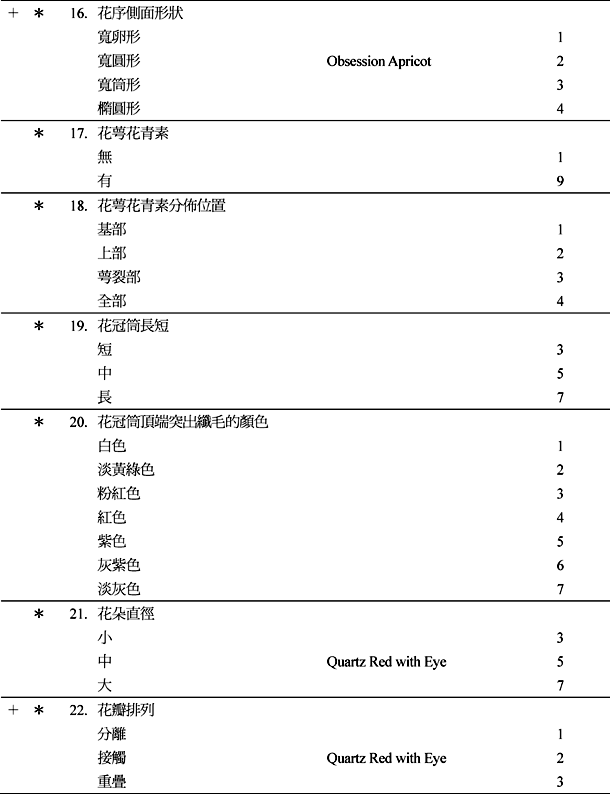 ＋ ＊ 16. 花序側面形狀
寬卵形 1
寬圓形 Obsession Apricot 2
寬筒形 3
橢圓形 4
＊ 17. 花萼花青素
無 1
有 9
＊ 18. 花萼花青素分佈位置
基部 1
上部 2
萼裂部 3
全部 4
＊ 19. 花冠筒長短
短 3
中 5
長 7
＊ 20. 花冠筒頂端突出纖毛的顏色
白色 1
淡黃綠色 2
粉紅色 3
紅色 4
紫色 5
灰紫色 6
淡灰色 7
＊ 21. 花朵直徑
小 3
中 Quartz Red with Eye 5
大 7
＋ ＊ 22. 花瓣排列
分離 1
接觸 Quartz Red with Eye 2
重疊 3